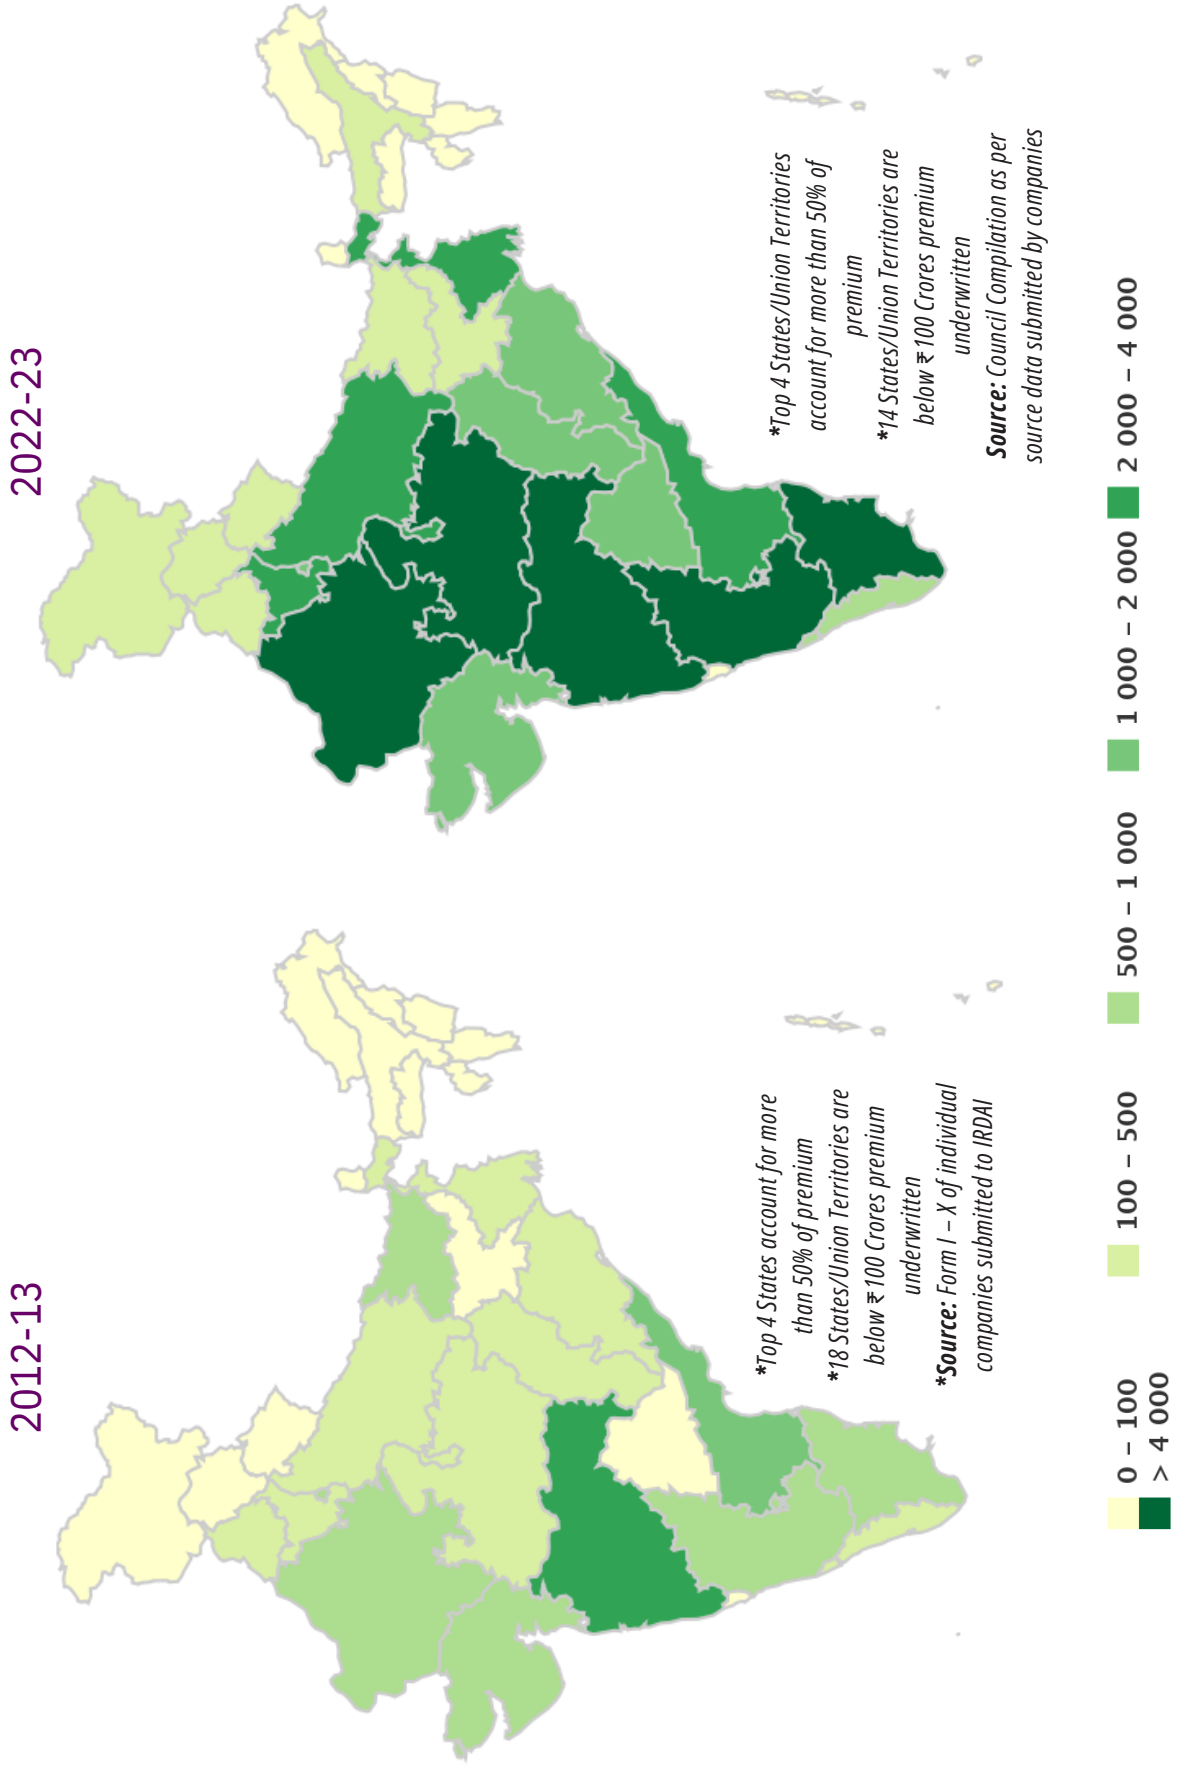 2012-13
*Top 4 States account for more
than 50% of premium
*18 States/Union Territories are
below ₹ 100 Crores premium
underwritten
*Source: Form I – X of individual
companies submitted to IRDAI
2022-23
*Top 4 States/Union Territories
account for more than 50% of
premium
*14 States/Union Territories are
below ₹ 100 Crores premium
underwritten
Source: Council Compilation as per
source data submitted by companies
0 – 100
100 – 500
500 – 1 000
1 000 – 2 000
2 000 – 4 000
> 4 000